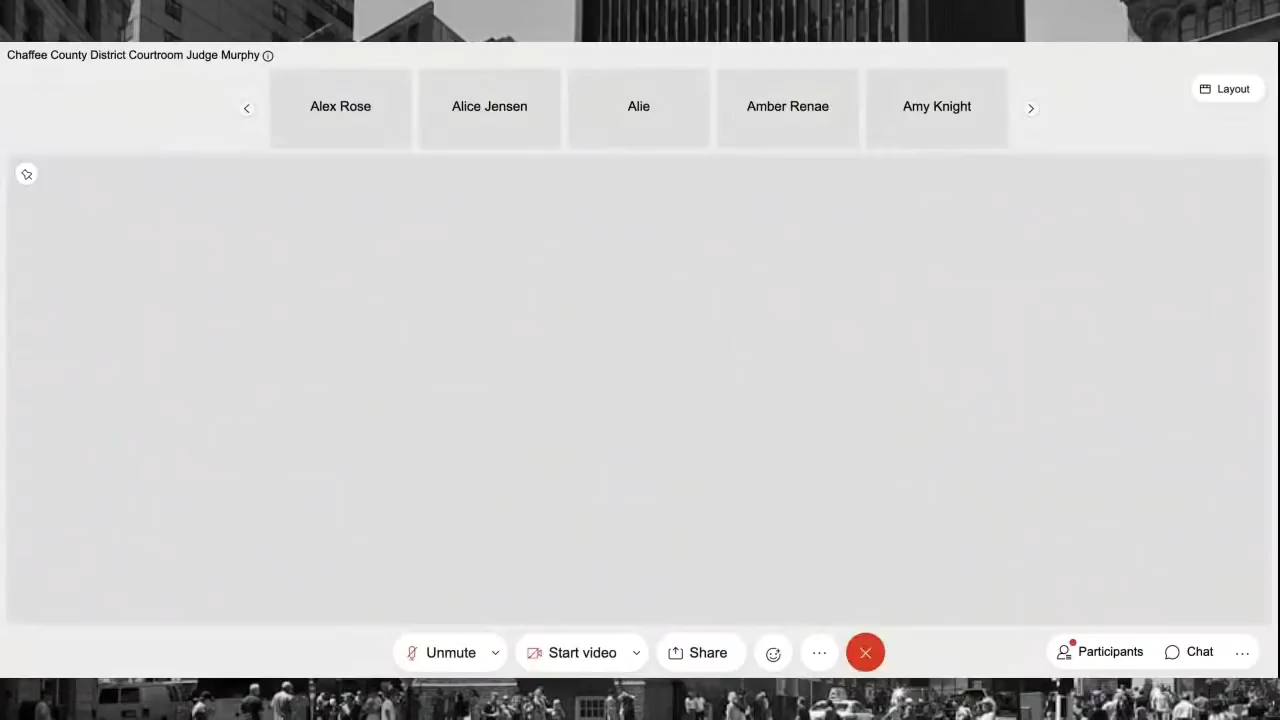 Chaffee County District Courtroom Judge Murphy
Alex Rose
Alice Jensen
Alie
Amber Renae
Amy Knight
Layout
Unmute
Start video
Share
Participants
Chat